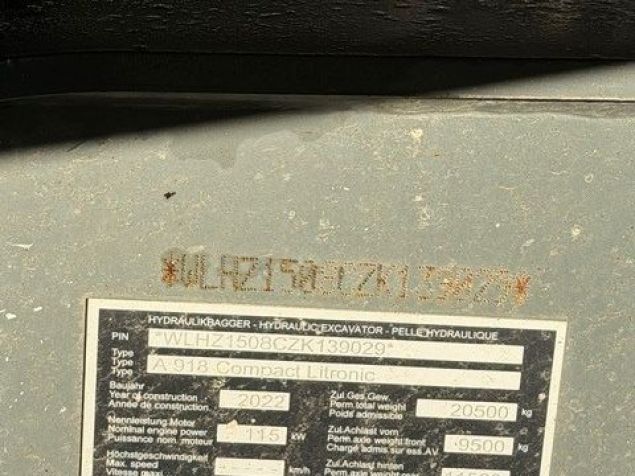 *WLHZ1508CZK139029*
HYDRAULIKBAGGER - HYDRAULIC EXCAVATOR - PELLE HYDRAULIQUE
PIN *WLHZ1508CZK139029*
Type
Type A 918 Compact Litronic
Type
Baujahr
Year of construction 2022
Année de construction
Nennleistung Motor
Nominal engine power 115 kW
Puissance nom. moteur
Höchstgeschwindigkeit
Max. speed
Vitesse max.
Zul.Ges.Gew.
Perm.total weight 20500 kg
Poids admissible
Zul.Achslast vorn
Perm.axle weight front 9500 kg
Charge admis.sur ess.AV
Zul.Achslast hinten